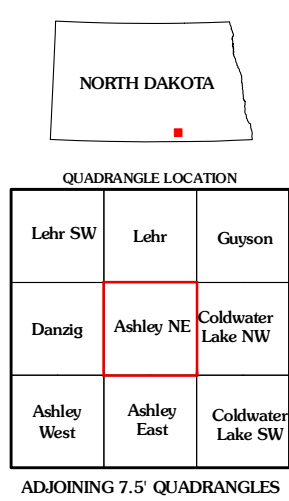 NORTH DAKOTA
QUADRANGLE LOCATION
Lehr SW
Lehr
Guyson
Danzig
Ashley NE
Coldwater
Lake NW
Ashley
West
Ashley
East
Coldwater
Lake SW
ADJOINING 7.5' QUADRANGLES